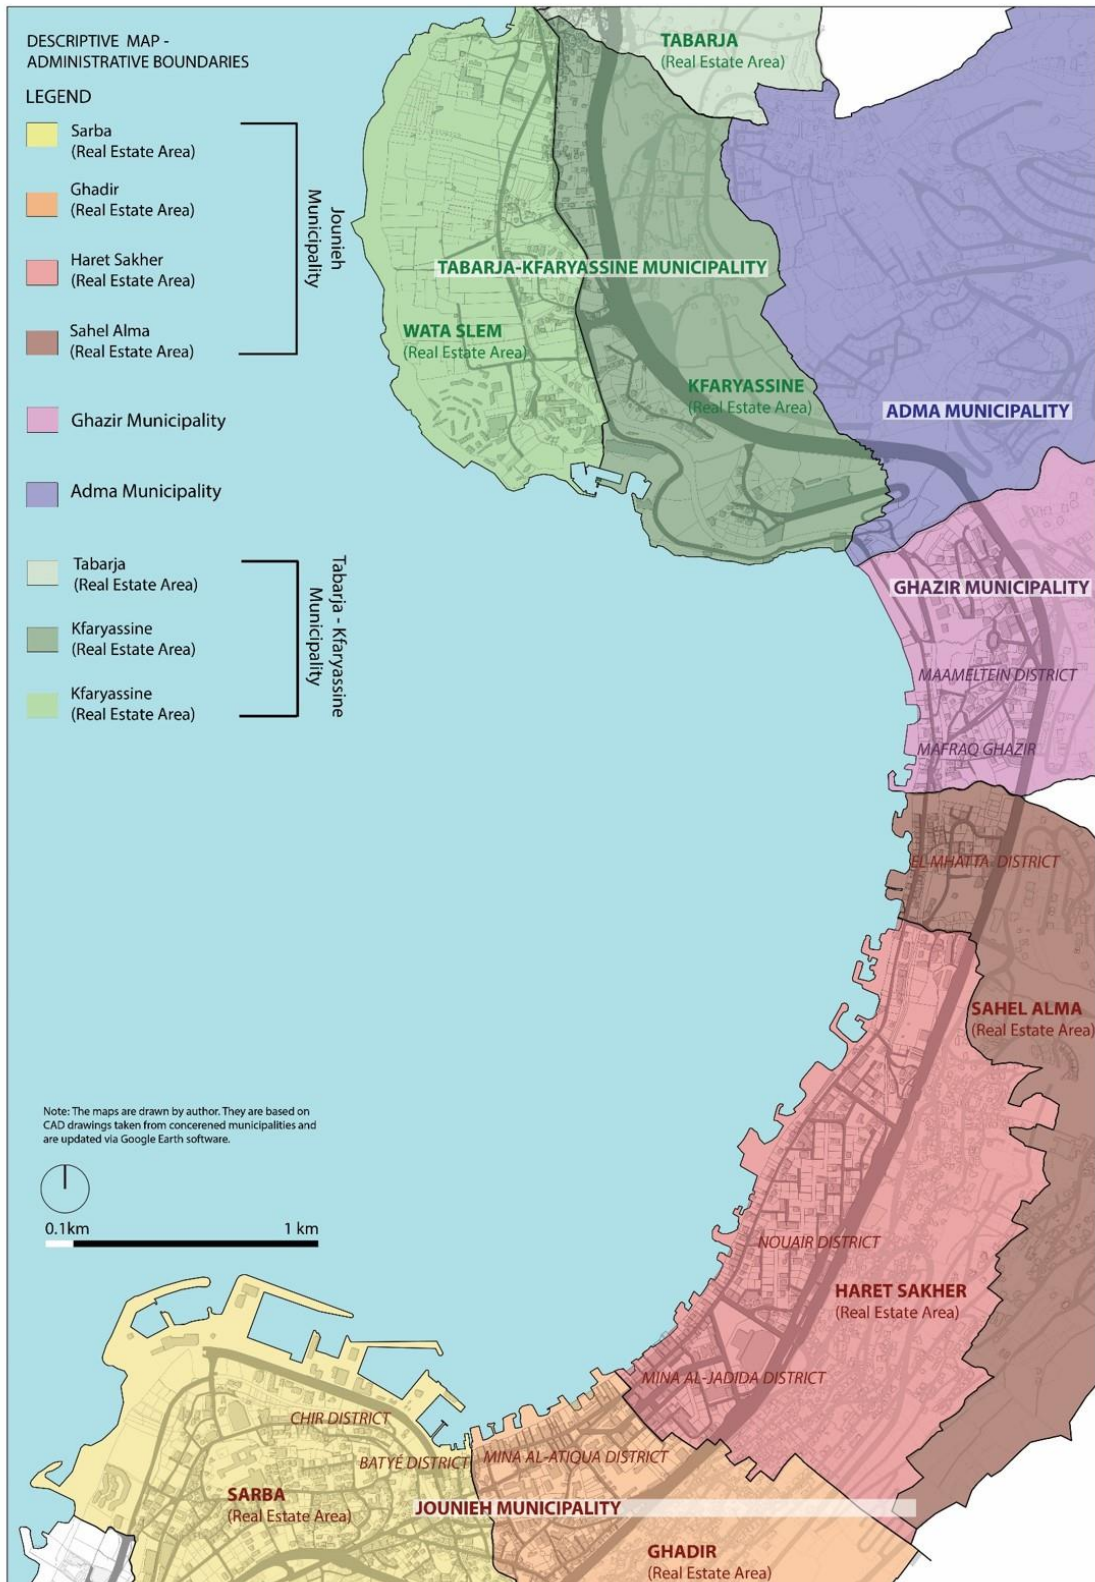 DESCRIPTIVE MAP -
ADMINISTRATIVE BOUNDARIES
LEGEND
Sarba
(Real Estate Area)
Ghadir
(Real Estate Area)
Haret Sakher
(Real Estate Area)
Sahel Alma
(Real Estate Area)
Jounieh
Municipality
Ghazir Municipality
Adma Municipality
Tabarja
(Real Estate Area)
Kfaryassine
(Real Estate Area)
Kfaryassine
(Real Estate Area)
Tabarja - Kfaryassine
Municipality
TABARJA
(Real Estate Area)
TABARJA-KFARYASSINE MUNICIPALITY
WATA SLEM
(Real Estate Area)
KFARYASSINE
(Real Estate Area)
ADMA MUNICIPALITY
GHAZIR MUNICIPALITY
MAAMELTEIN DISTRICT
MAFRAQ GHAZIR
EL-MHATTA DISTRICT
SAHEL ALMA
(Real Estate Area)
Note: The maps are drawn by author. They are based on
CAD drawings taken from concerened municipalities and
are updated via Google Earth software.
0.1km 1 km
NOUAIR DISTRICT
HARET SAKHER
(Real Estate Area)
MINA AL-JADIDA DISTRICT
CHIR DISTRICT
BATYÉ DISTRICT
MINA AL-ATIQUA DISTRICT
SARBA
(Real Estate Area)
JOUNIEH MUNICIPALITY
GHADIR
(Real Estate Area)